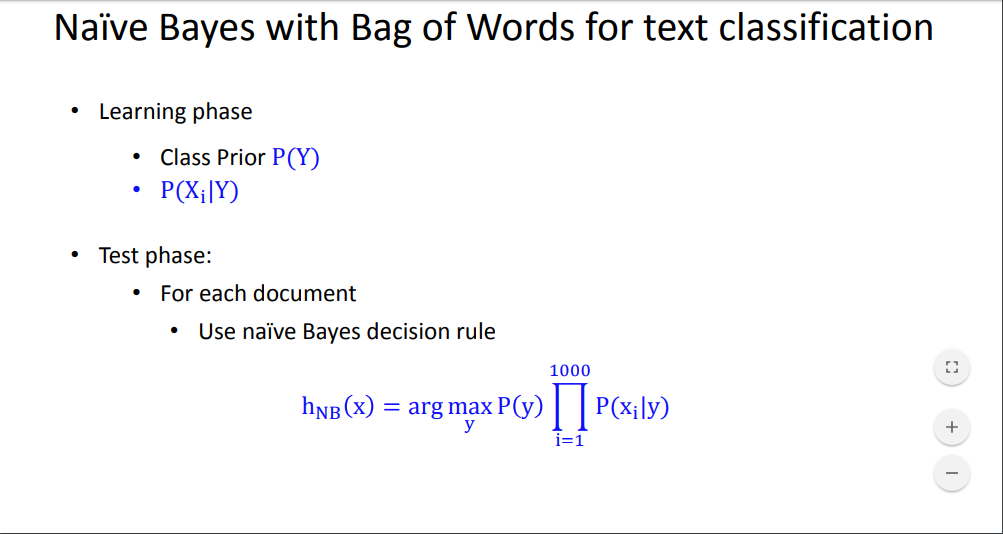 Naïve Bayes with Bag of Words for text classification
• Learning phase
• Class Prior P(Y)
• P(Xᵢ|Y)
• Test phase:
• For each document
• Use naïve Bayes decision rule
h_NB(x) = arg max_y P(y) ∏_{i=1}^{1000} P(xᵢ|y)